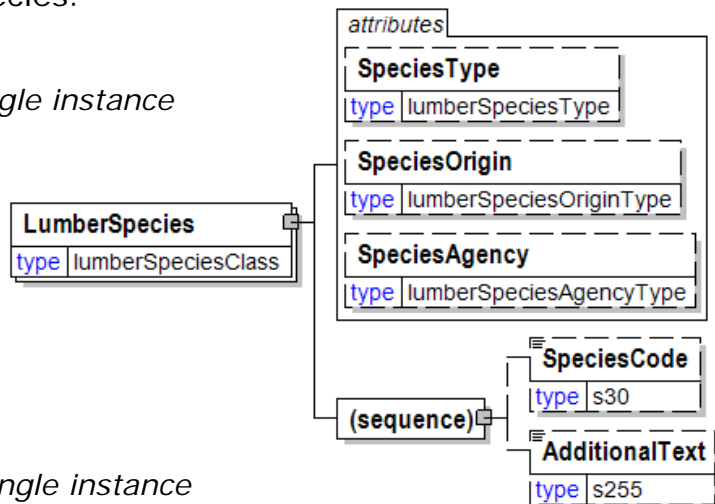 ecies.
attributes
SpeciesType
type lumberSpeciesType
ngle instance
SpeciesOrigin
type lumberSpeciesOriginType
LumberSpecies
type lumberSpeciesClass
SpeciesAgency
type lumberSpeciesAgencyType
SpeciesCode
type s30
(sequence)
AdditionalText
type s255
ngle instance